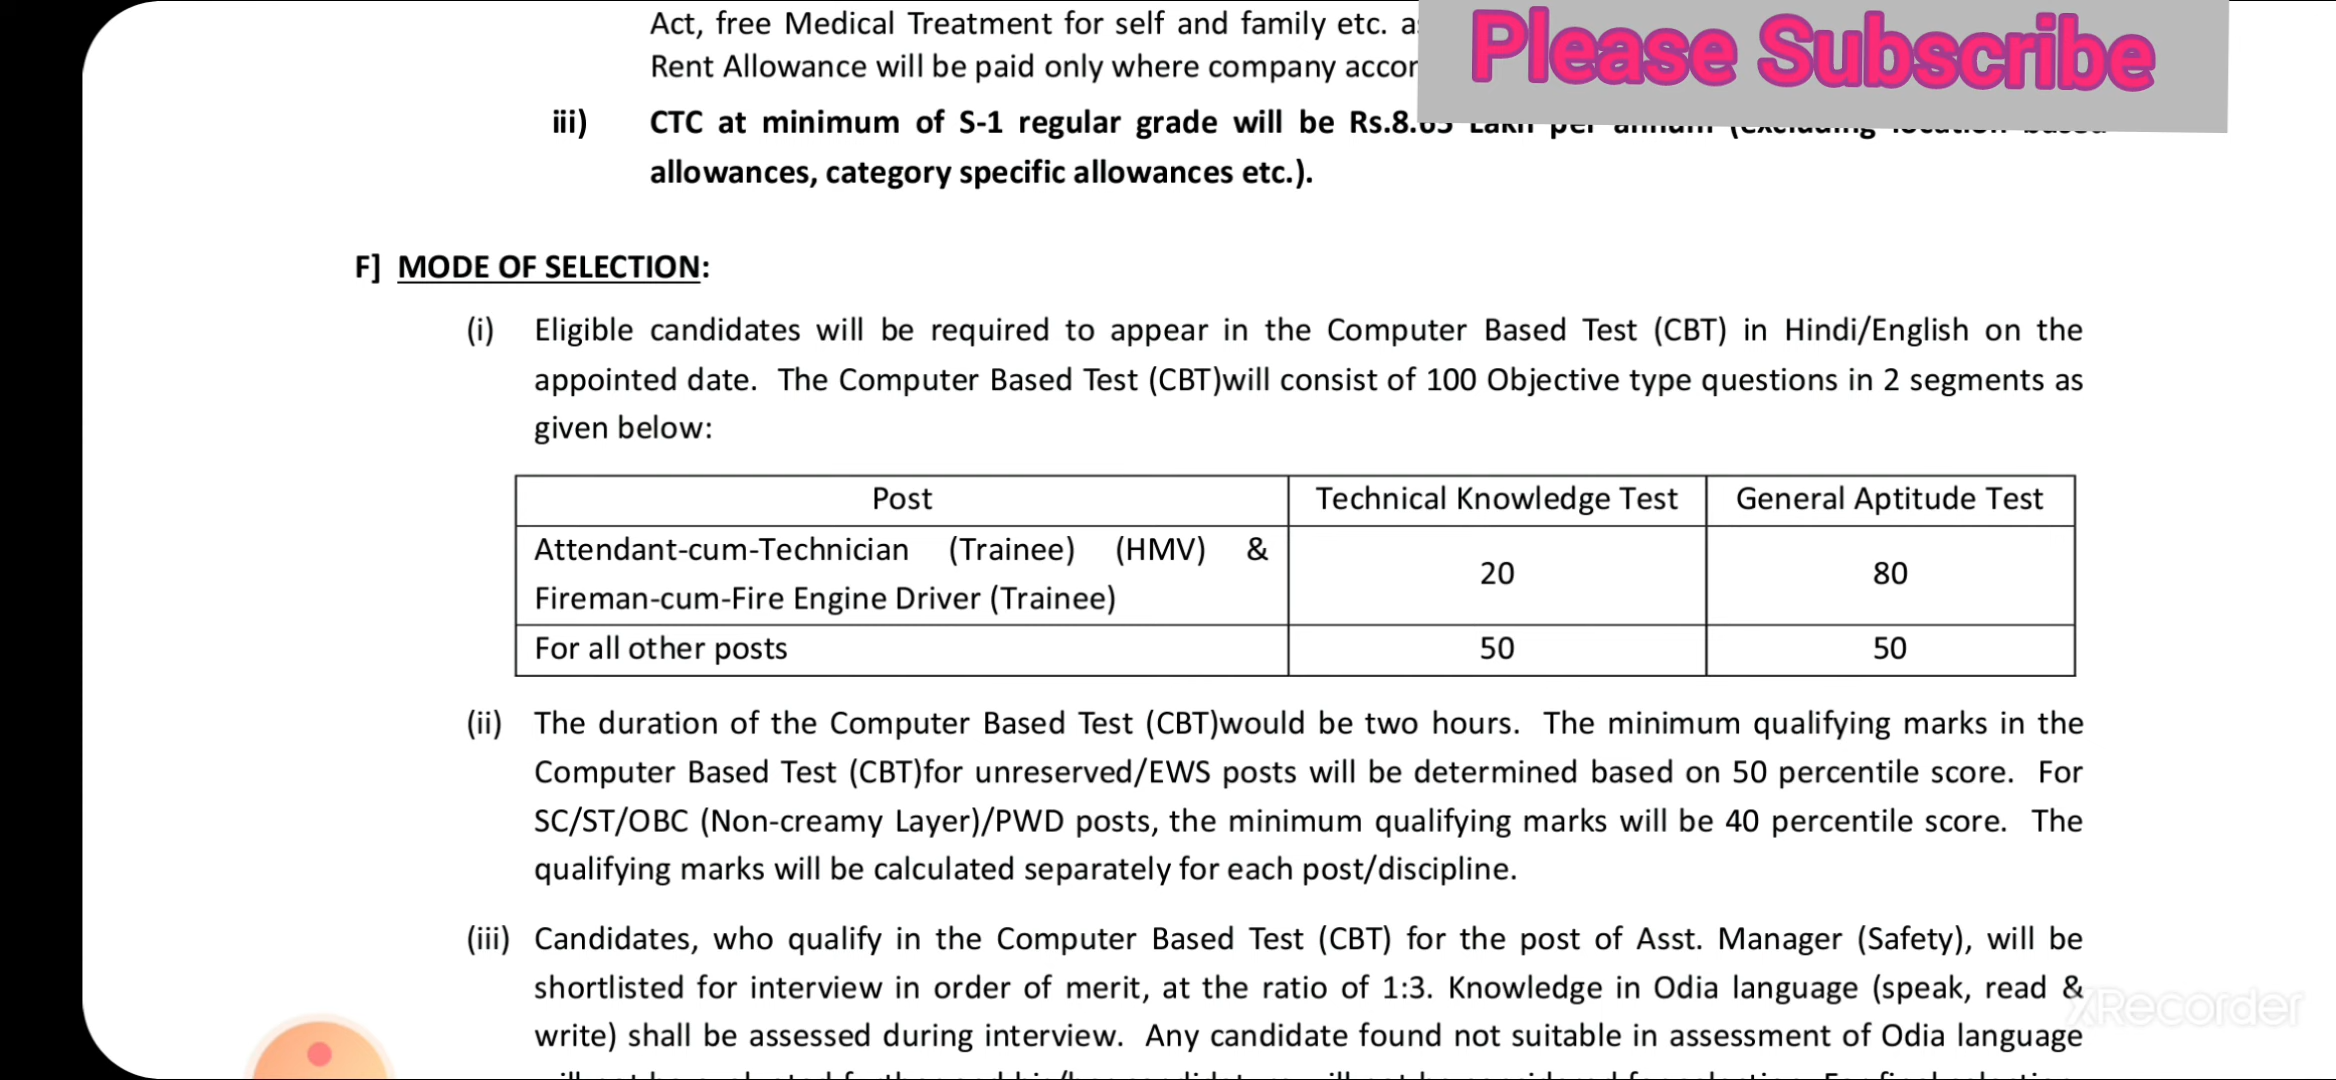 Act, free Medical Treatment for self and family etc.
Please Subscribe
Rent Allowance will be paid only where company
iii) CTC at minimum of S-1 regular grade will be Rs.8. Lakh per annum (excluding location based
allowances, category specific allowances etc.).
F] MODE OF SELECTION:
(i) Eligible candidates will be required to appear in the Computer Based Test (CBT) in Hindi/English on the
appointed date. The Computer Based Test (CBT)will consist of 100 Objective type questions in 2 segments as
given below:
Post Technical Knowledge Test General Aptitude Test
Attendant-cum-Technician (Trainee) (HMV) &
Fireman-cum-Fire Engine Driver (Trainee)
20 80
For all other posts 50 50
(ii) The duration of the Computer Based Test (CBT)would be two hours. The minimum qualifying marks in the
Computer Based Test (CBT)for unreserved/EWS posts will be determined based on 50 percentile score. For
SC/ST/OBC (Non-creamy Layer)/PWD posts, the minimum qualifying marks will be 40 percentile score. The
qualifying marks will be calculated separately for each post/discipline.
(iii) Candidates, who qualify in the Computer Based Test (CBT) for the post of Asst. Manager (Safety), will be
shortlisted for interview in order of merit, at the ratio of 1:3. Knowledge in Odia language (speak, read &
XRecorder
write) shall be assessed during interview. Any candidate found not suitable in assessment of Odia language